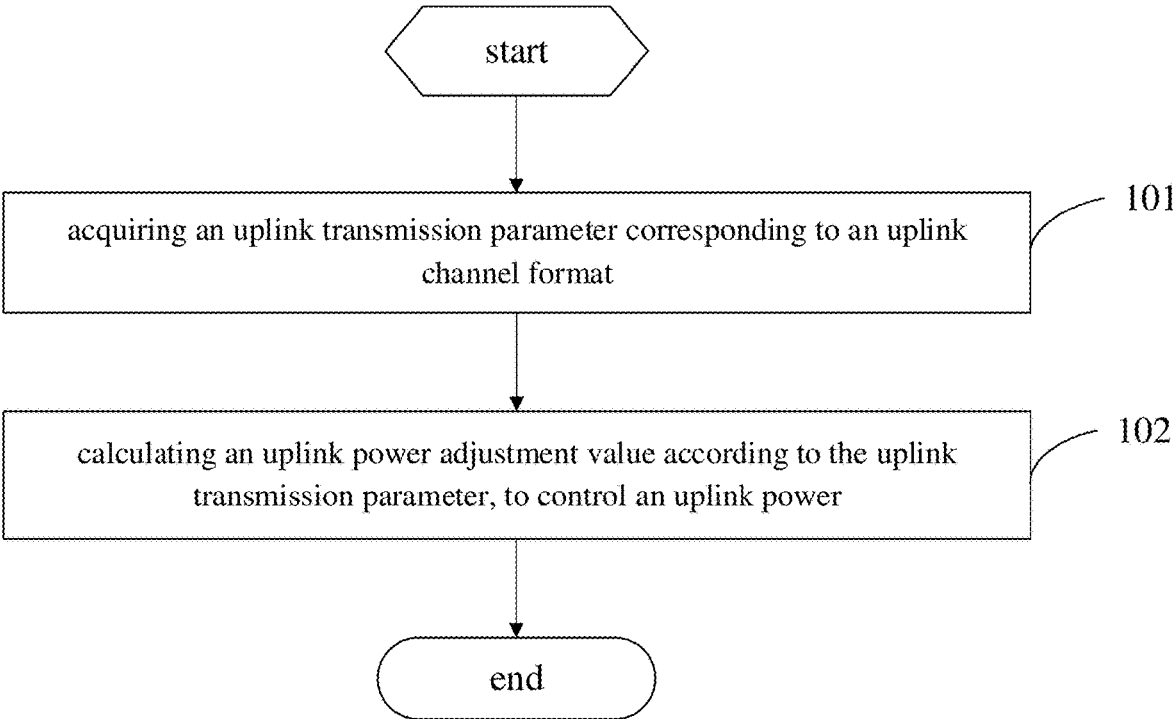 start
101
acquiring an uplink transmission parameter corresponding to an uplink
channel format
102
calculating an uplink power adjustment value according to the uplink
transmission parameter, to control an uplink power
end